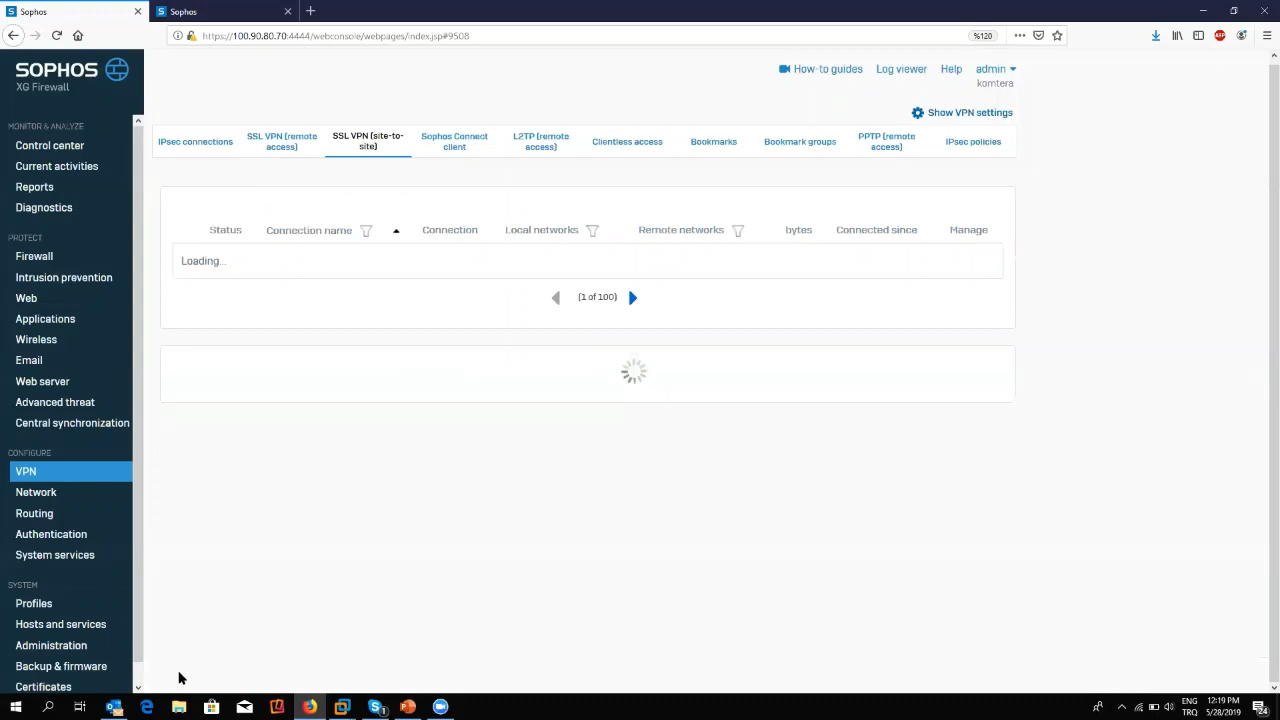 Sophos
Sophos
https://100.90.80.70:4444/webconsole/webpages/index.jsp#9508
%120
SOPHOS
XG Firewall
How-to guides
Log viewer
Help
admin
komtera
Show VPN settings
MONITOR & ANALYZE
Control center
Current activities
Reports
Diagnostics
PROTECT
Firewall
Intrusion prevention
Web
Applications
Wireless
Email
Web server
Advanced threat
Central synchronization
CONFIGURE
VPN
Network
Routing
Authentication
System services
SYSTEM
Profiles
Hosts and services
Administration
Backup & firmware
Certificates
IPsec connections
SSL VPN (remote
access)
SSL VPN (site-to-
site)
Sophos Connect
client
L2TP (remote
access)
Clientless access
Bookmarks
Bookmark groups
PPTP (remote
access)
IPsec policies
Status
Connection name
Connection
Local networks
Remote networks
bytes
Connected since
Manage
Loading...
(1 of 100)
ENG
TRQ
12:19 PM
5/28/2019
24